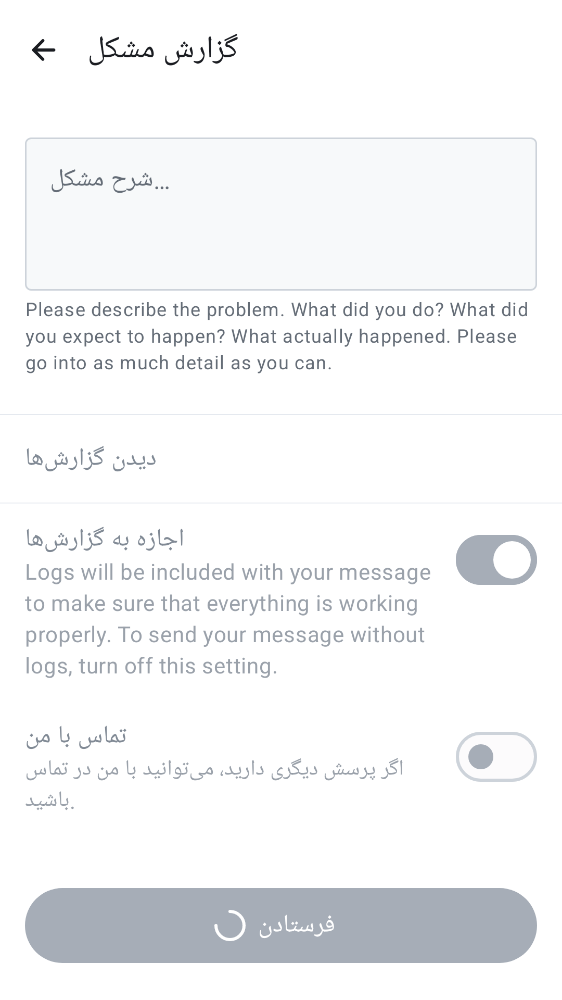 گزارش مشکل
شرح مشکل...
Please describe the problem. What did you do? What did
you expect to happen? What actually happened. Please
go into as much detail as you can.
دیدن گزارش‌ها
اجازه به گزارش‌ها
Logs will be included with your message
to make sure that everything is working
properly. To send your message without
logs, turn off this setting.
تماس با من
اگر پرسش دیگری دارید، می‌توانید با من در تماس
باشید.
فرستادن